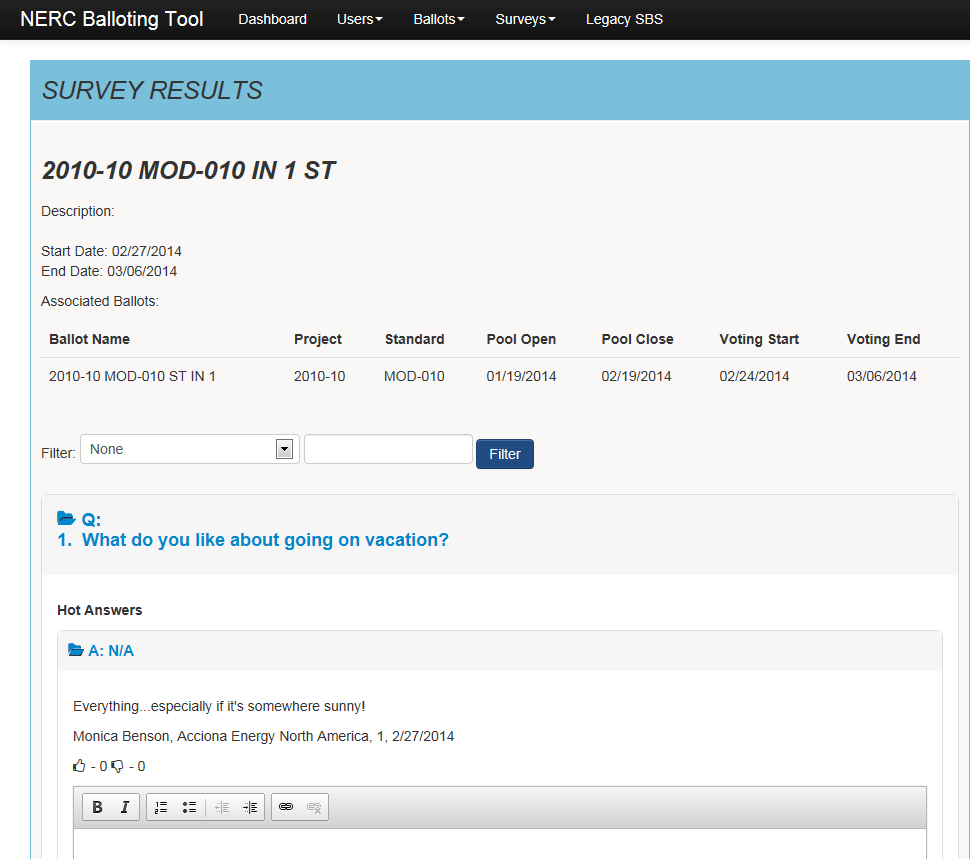 NERC Balloting Tool Dashboard Users Ballots Surveys Legacy SBS
SURVEY RESULTS
2010-10 MOD-010 IN 1 ST
Description:
Start Date: 02/27/2014
End Date: 03/06/2014
Associated Ballots:
Ballot Name Project Standard Pool Open Pool Close Voting Start Voting End
2010-10 MOD-010 ST IN 1 2010-10 MOD-010 01/19/2014 02/19/2014 02/24/2014 03/06/2014
Filter: None Filter
Q:
1. What do you like about going on vacation?
Hot Answers
A: N/A
Everything...especially if it's somewhere sunny!
Monica Benson, Acciona Energy North America, 1, 2/27/2014
- 0 - 0
B I